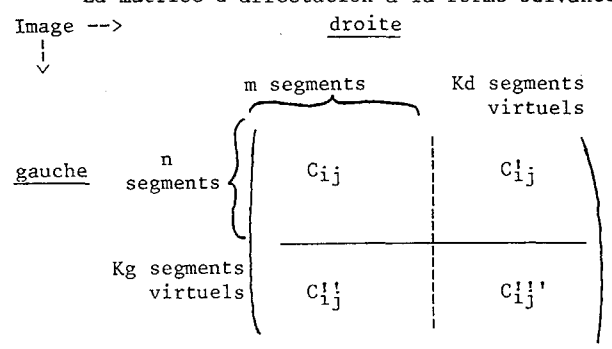 La matrice d'affectation a la forme suivante
Image --> droite
m segments Kd segments
virtuels
gauche n
segments Cij C'ij
Kg segments
virtuels C''ij C'''ij